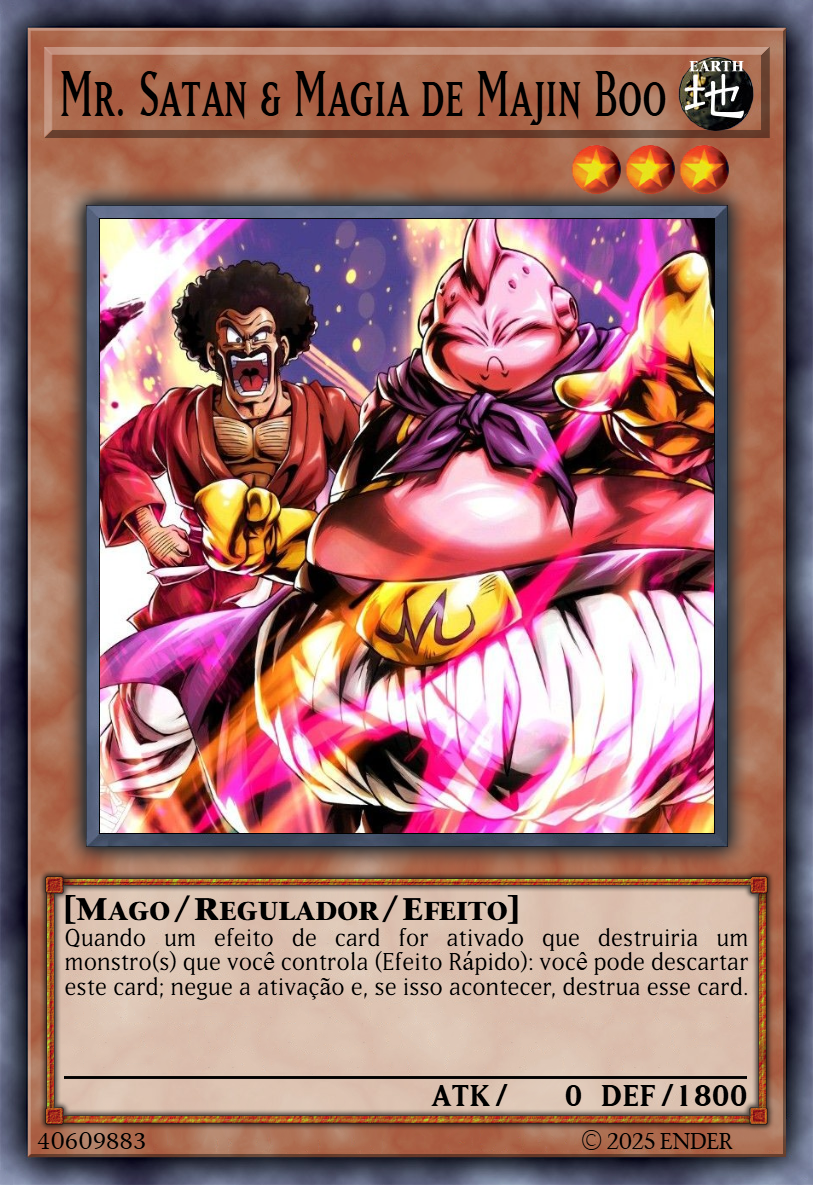 Mr. Satan & Magia de Majin Boo
EARTH
地
[Mago/Regulador/Efeito]
Quando um efeito de card for ativado que destruiria um
monstro(s) que você controla (Efeito Rápido): você pode descartar
este card; negue a ativação e, se isso acontecer, destrua esse card.
ATK/ 0 DEF/1800
40609883 © 2025 ENDER